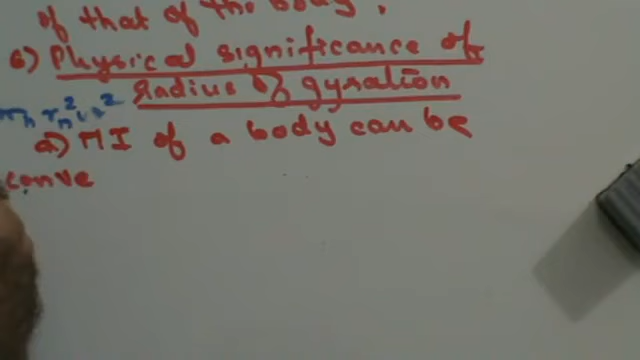 of that of the body.
6) Physical significance of
Radius of gyration
a) MI of a body can be
conve